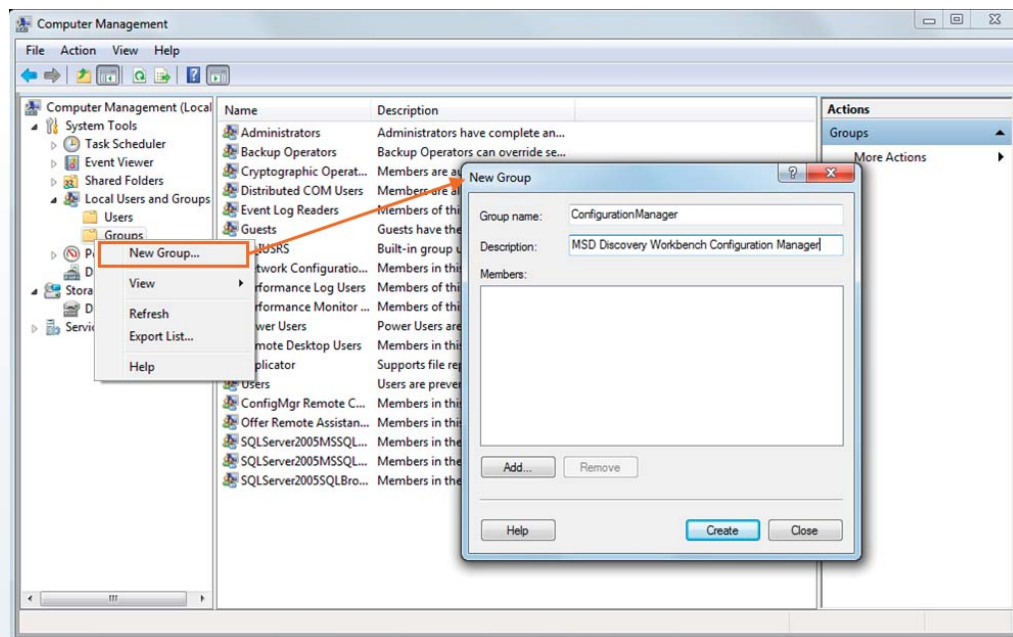 Computer Management
File Action View Help
Computer Management (Local
System Tools
Task Scheduler
Event Viewer
Shared Folders
Local Users and Groups
Users
Groups
P
D
Stora
D
Servic
New Group...
View
Refresh
Export List...
Help
Name Description
Administrators Administrators have complete an...
Backup Operators Backup Operators can override se...
Cryptographic Operat... Members are au
Distributed COM Users Members are al
Event Log Readers Members of thi
Guests Guests have the
IUSRS Built-in group u
twork Configuratio... Members in this
rformance Log Users Members of thi
rformance Monitor ... Members of thi
wer Users Power Users are
mote Desktop Users Members in this
plicator Supports file rep
Users Users are preven
ConfigMgr Remote C... Members in this
Offer Remote Assistan... Members in this
SQLServer2005MSSQL... Members in the
SQLServer2005MSSQL... Members in the
SQLServer2005SQLBro... Members in the
New Group
Group name: ConfigurationManager
Description: MSD Discovery Workbench Configuration Manager
Members:
Add... Remove
Help Create Close
Actions
Groups
More Actions